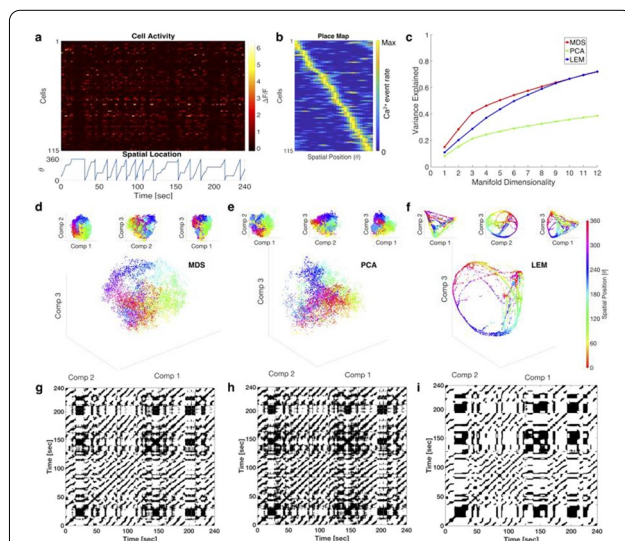 a
Cell Activity
Cells
1
115
6
5
4
3
2
1
0
ΔF/F
Spatial Location
θ
360
0
0 40 80 120 160 200 240
Time [sec]
b
Place Map
Cells
1
115
Spatial Position (θ)
Max
0
Ca²⁺ event rate
c
MDS
PCA
LEM
Variance Explained
1
0.8
0.6
0.4
0.2
0
0 1 2 3 4 5 6 7 8 9 10 11 12
Manifold Dimensionality
d
Comp 2
Comp 1
Comp 3
Comp 2
Comp 3
Comp 1
MDS
Comp 3
Comp 2
Comp 1
e
Comp 2
Comp 1
Comp 3
Comp 2
Comp 3
Comp 1
PCA
Comp 3
Comp 2
Comp 1
f
Comp 2
Comp 1
Comp 3
Comp 2
Comp 3
Comp 1
LEM
Comp 3
Comp 2
Comp 1
360
300
240
180
120
60
0
Spatial Position [θ]
g
Time [sec]
240
200
150
100
50
0
0 50 100 150 200 240
Time [sec]
h
Time [sec]
240
200
150
100
50
0
0 50 100 150 200 240
Time [sec]
i
Time [sec]
240
200
150
100
50
0
0 50 100 150 200 240
Time [sec]